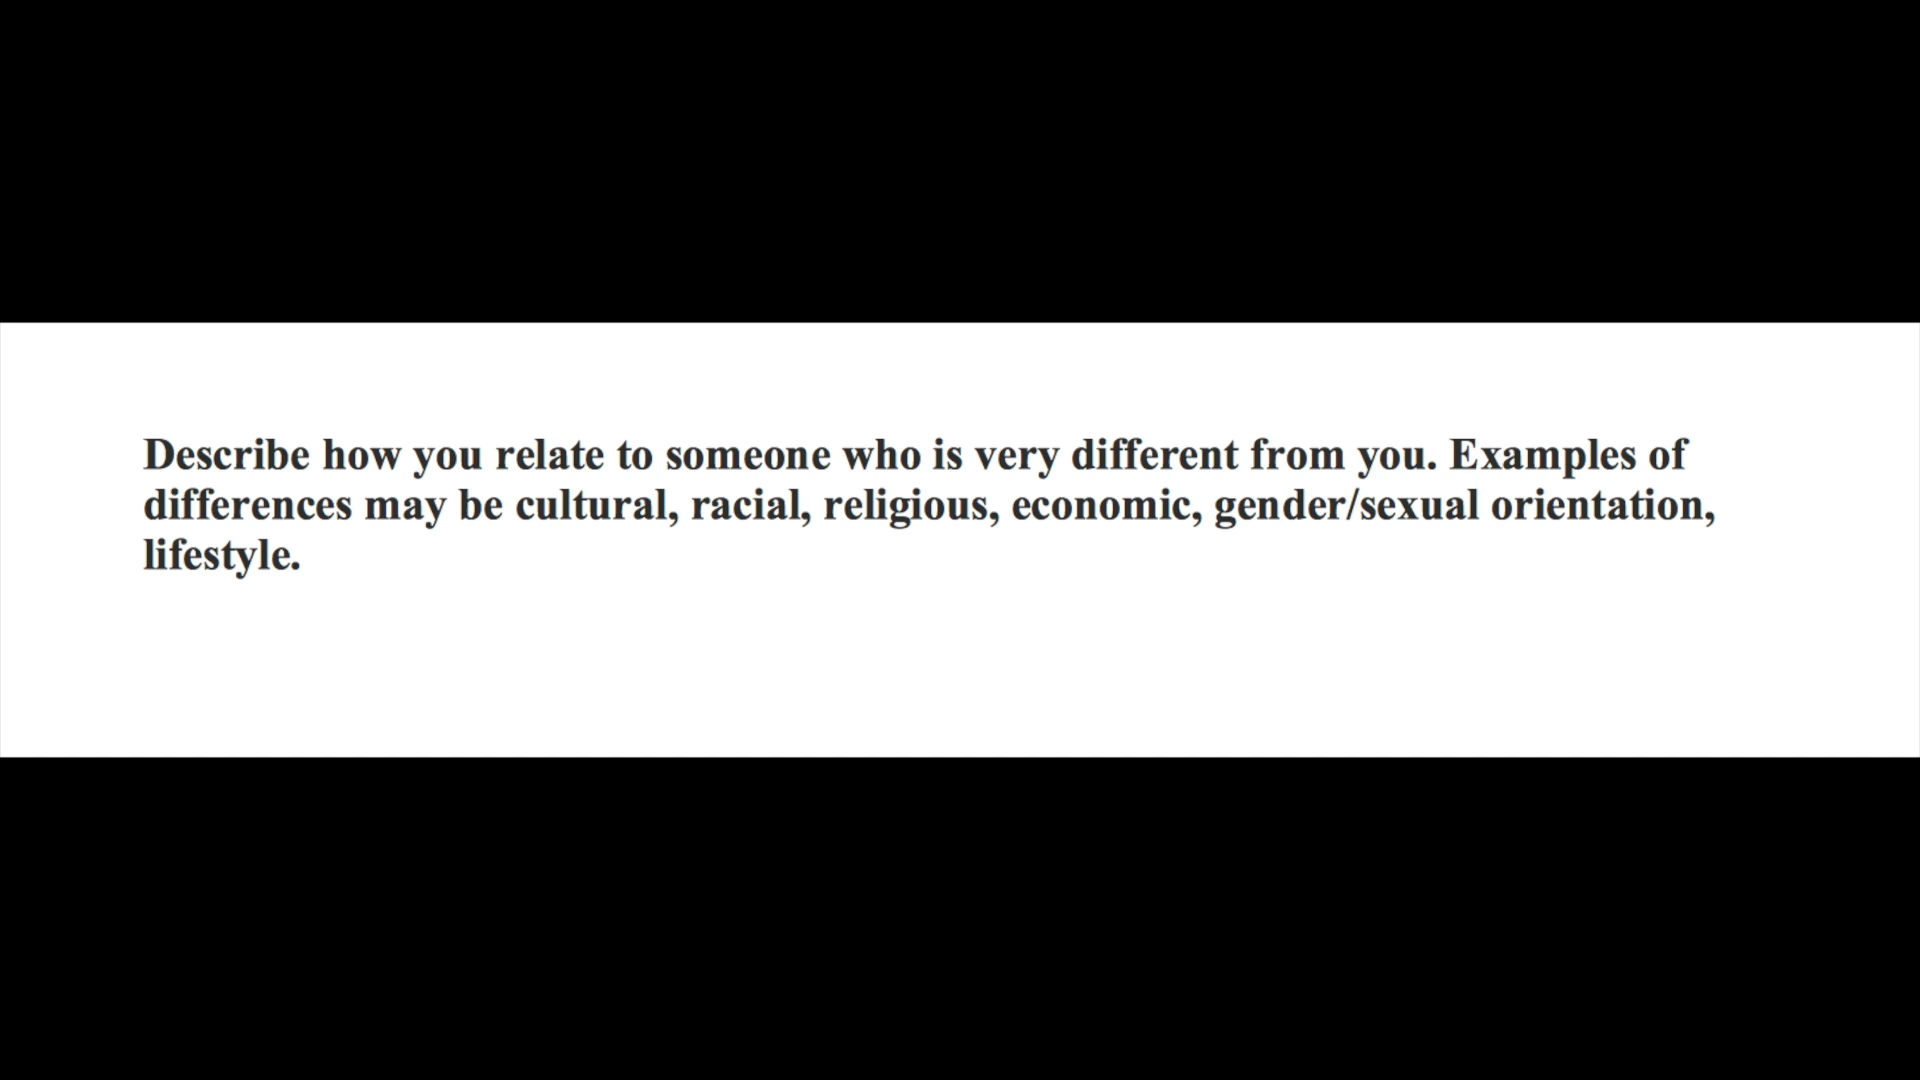 Describe how you relate to someone who is very different from you. Examples of
differences may be cultural, racial, religious, economic, gender/sexual orientation,
lifestyle.